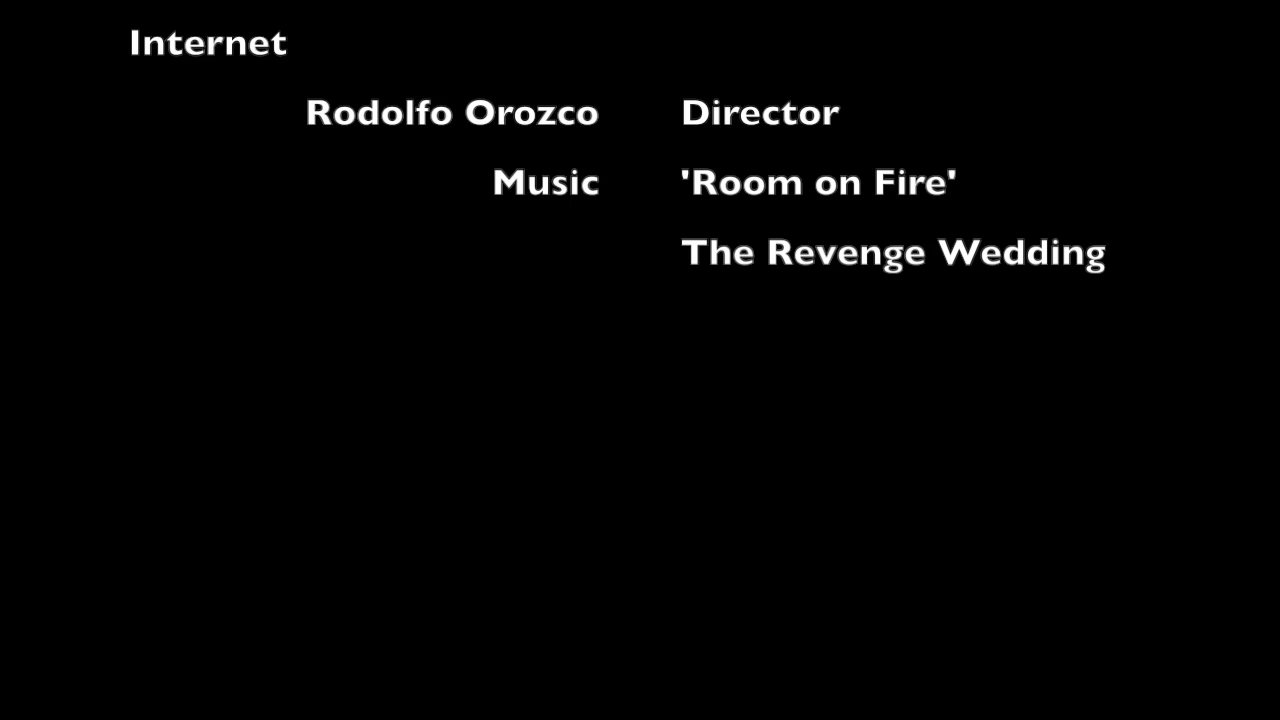 Internet
Rodolfo Orozco Director
Music 'Room on Fire'
The Revenge Wedding